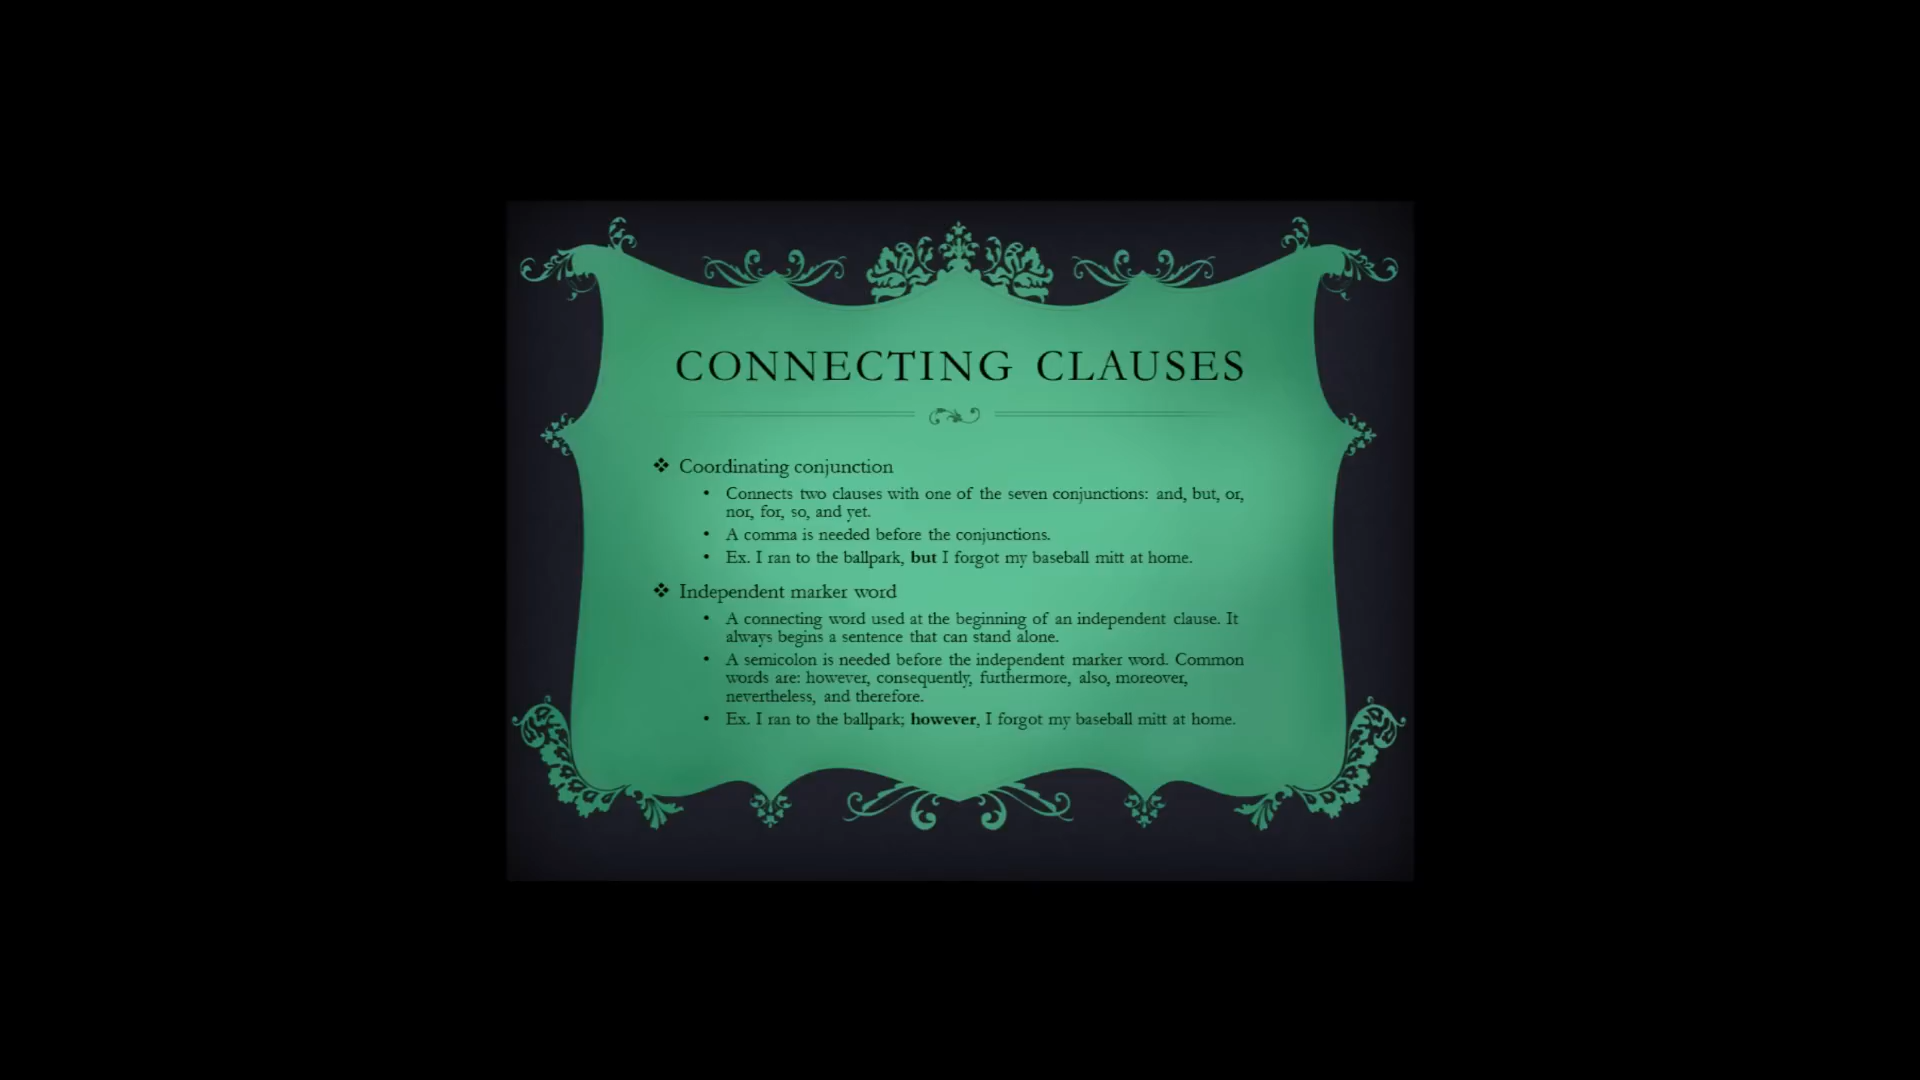 CONNECTING CLAUSES
❖ Coordinating conjunction
• Connects two clauses with one of the seven conjunctions: and, but, or,
nor, for, so, and yet.
• A comma is needed before the conjunctions.
• Ex. I ran to the ballpark, but I forgot my baseball mitt at home.
❖ Independent marker word
• A connecting word used at the beginning of an independent clause. It
always begins a sentence that can stand alone.
• A semicolon is needed before the independent marker word. Common
words are: however, consequently, furthermore, also, moreover,
nevertheless, and therefore.
• Ex. I ran to the ballpark; however, I forgot my baseball mitt at home.